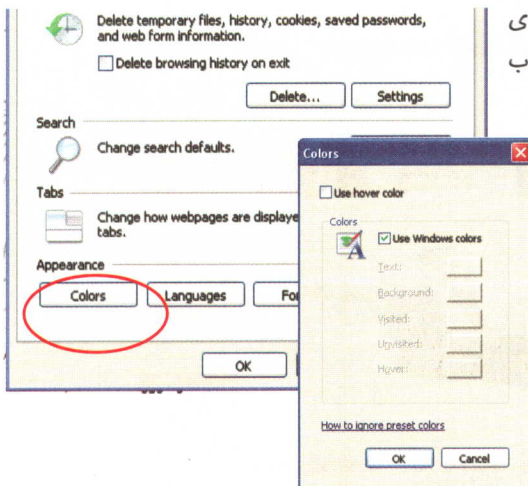 Delete temporary files, history, cookies, saved passwords,
and web form information.
Delete browsing history on exit
Delete...
Settings
Search
Change search defaults.
Tabs
Change how webpages are displaye
tabs.
Appearance
Colors
Languages
Fo
OK
Colors
Use hover color
Colors
Use Windows colors
Text:
Background:
Visited:
Unvisited:
Hover:
How to ignore preset colors
OK
Cancel
ی
ب